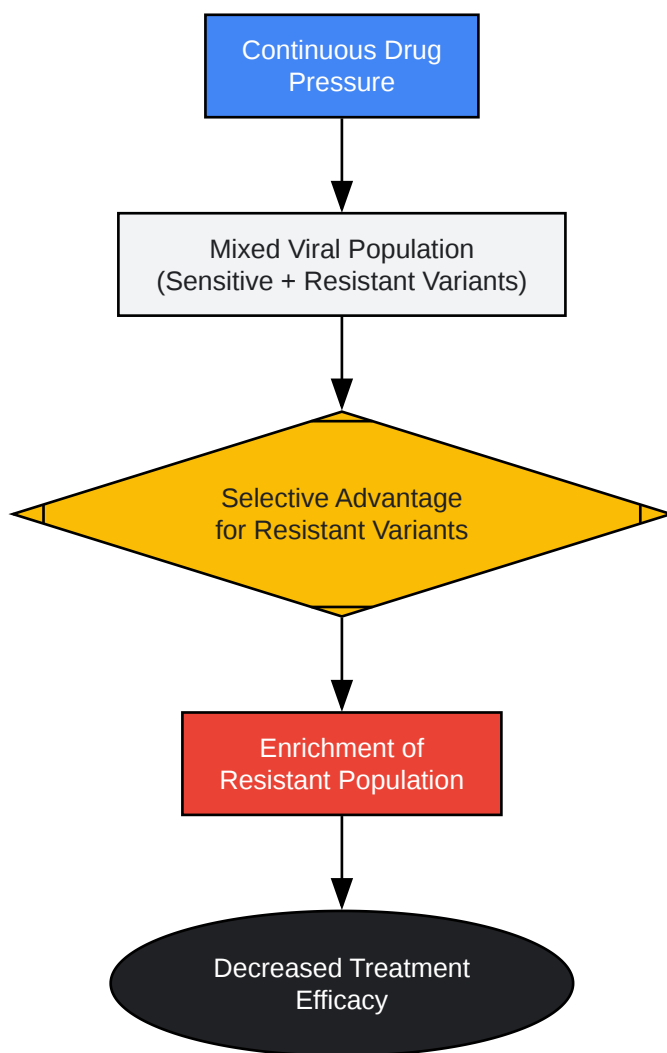 Continuous Drug
Pressure
Mixed Viral Population
(Sensitive + Resistant Variants)
Selective Advantage
for Resistant Variants
Enrichment of
Resistant Population
Decreased Treatment
Efficacy